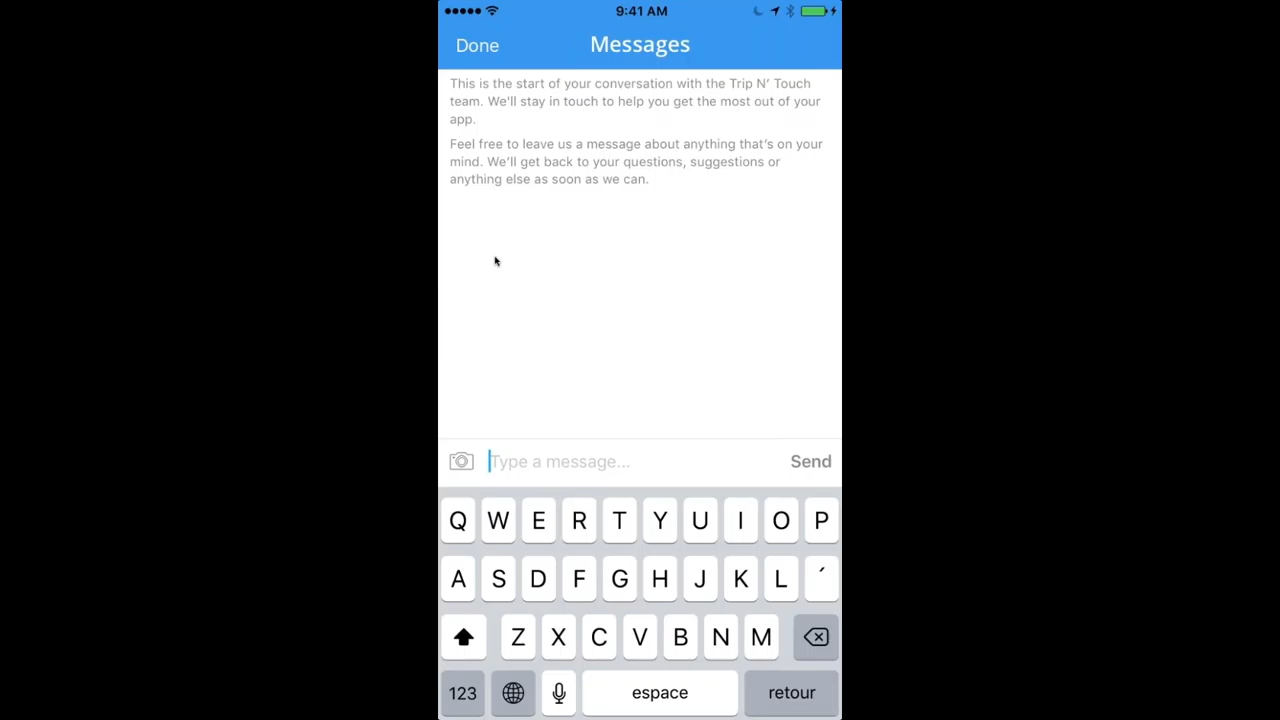 9:41 AM
Done Messages
This is the start of your conversation with the Trip N’ Touch
team. We'll stay in touch to help you get the most out of your
app.
Feel free to leave us a message about anything that’s on your
mind. We’ll get back to your questions, suggestions or
anything else as soon as we can.
Type a message... Send
Q W E R T Y U I O P
A S D F G H J K L ´
Z X C V B N M
123 espace retour